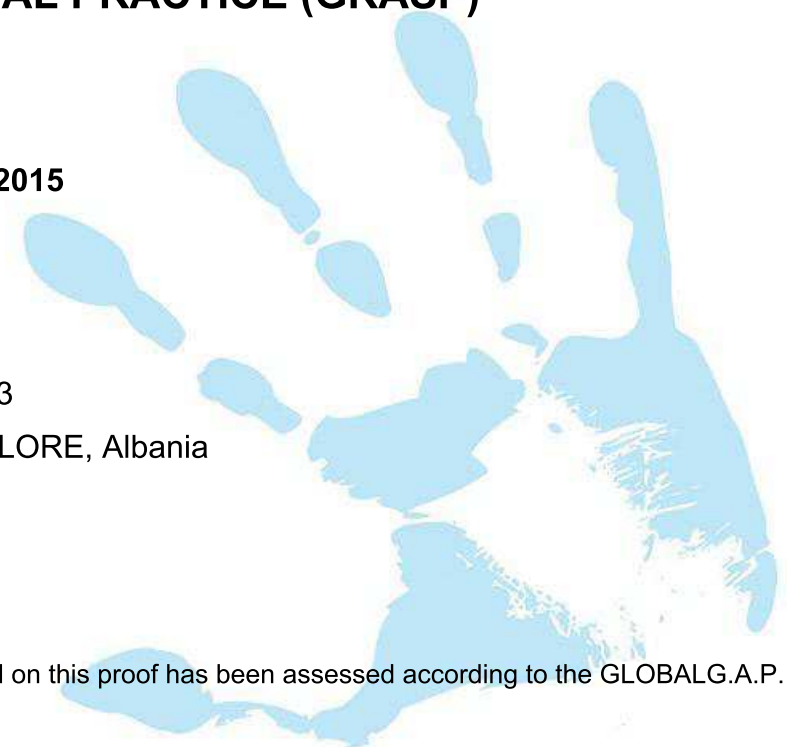 AL PRACTICE (GRASP)
2015
3
LORE, Albania
on this proof has been assessed according to the GLOBALG.A.P.